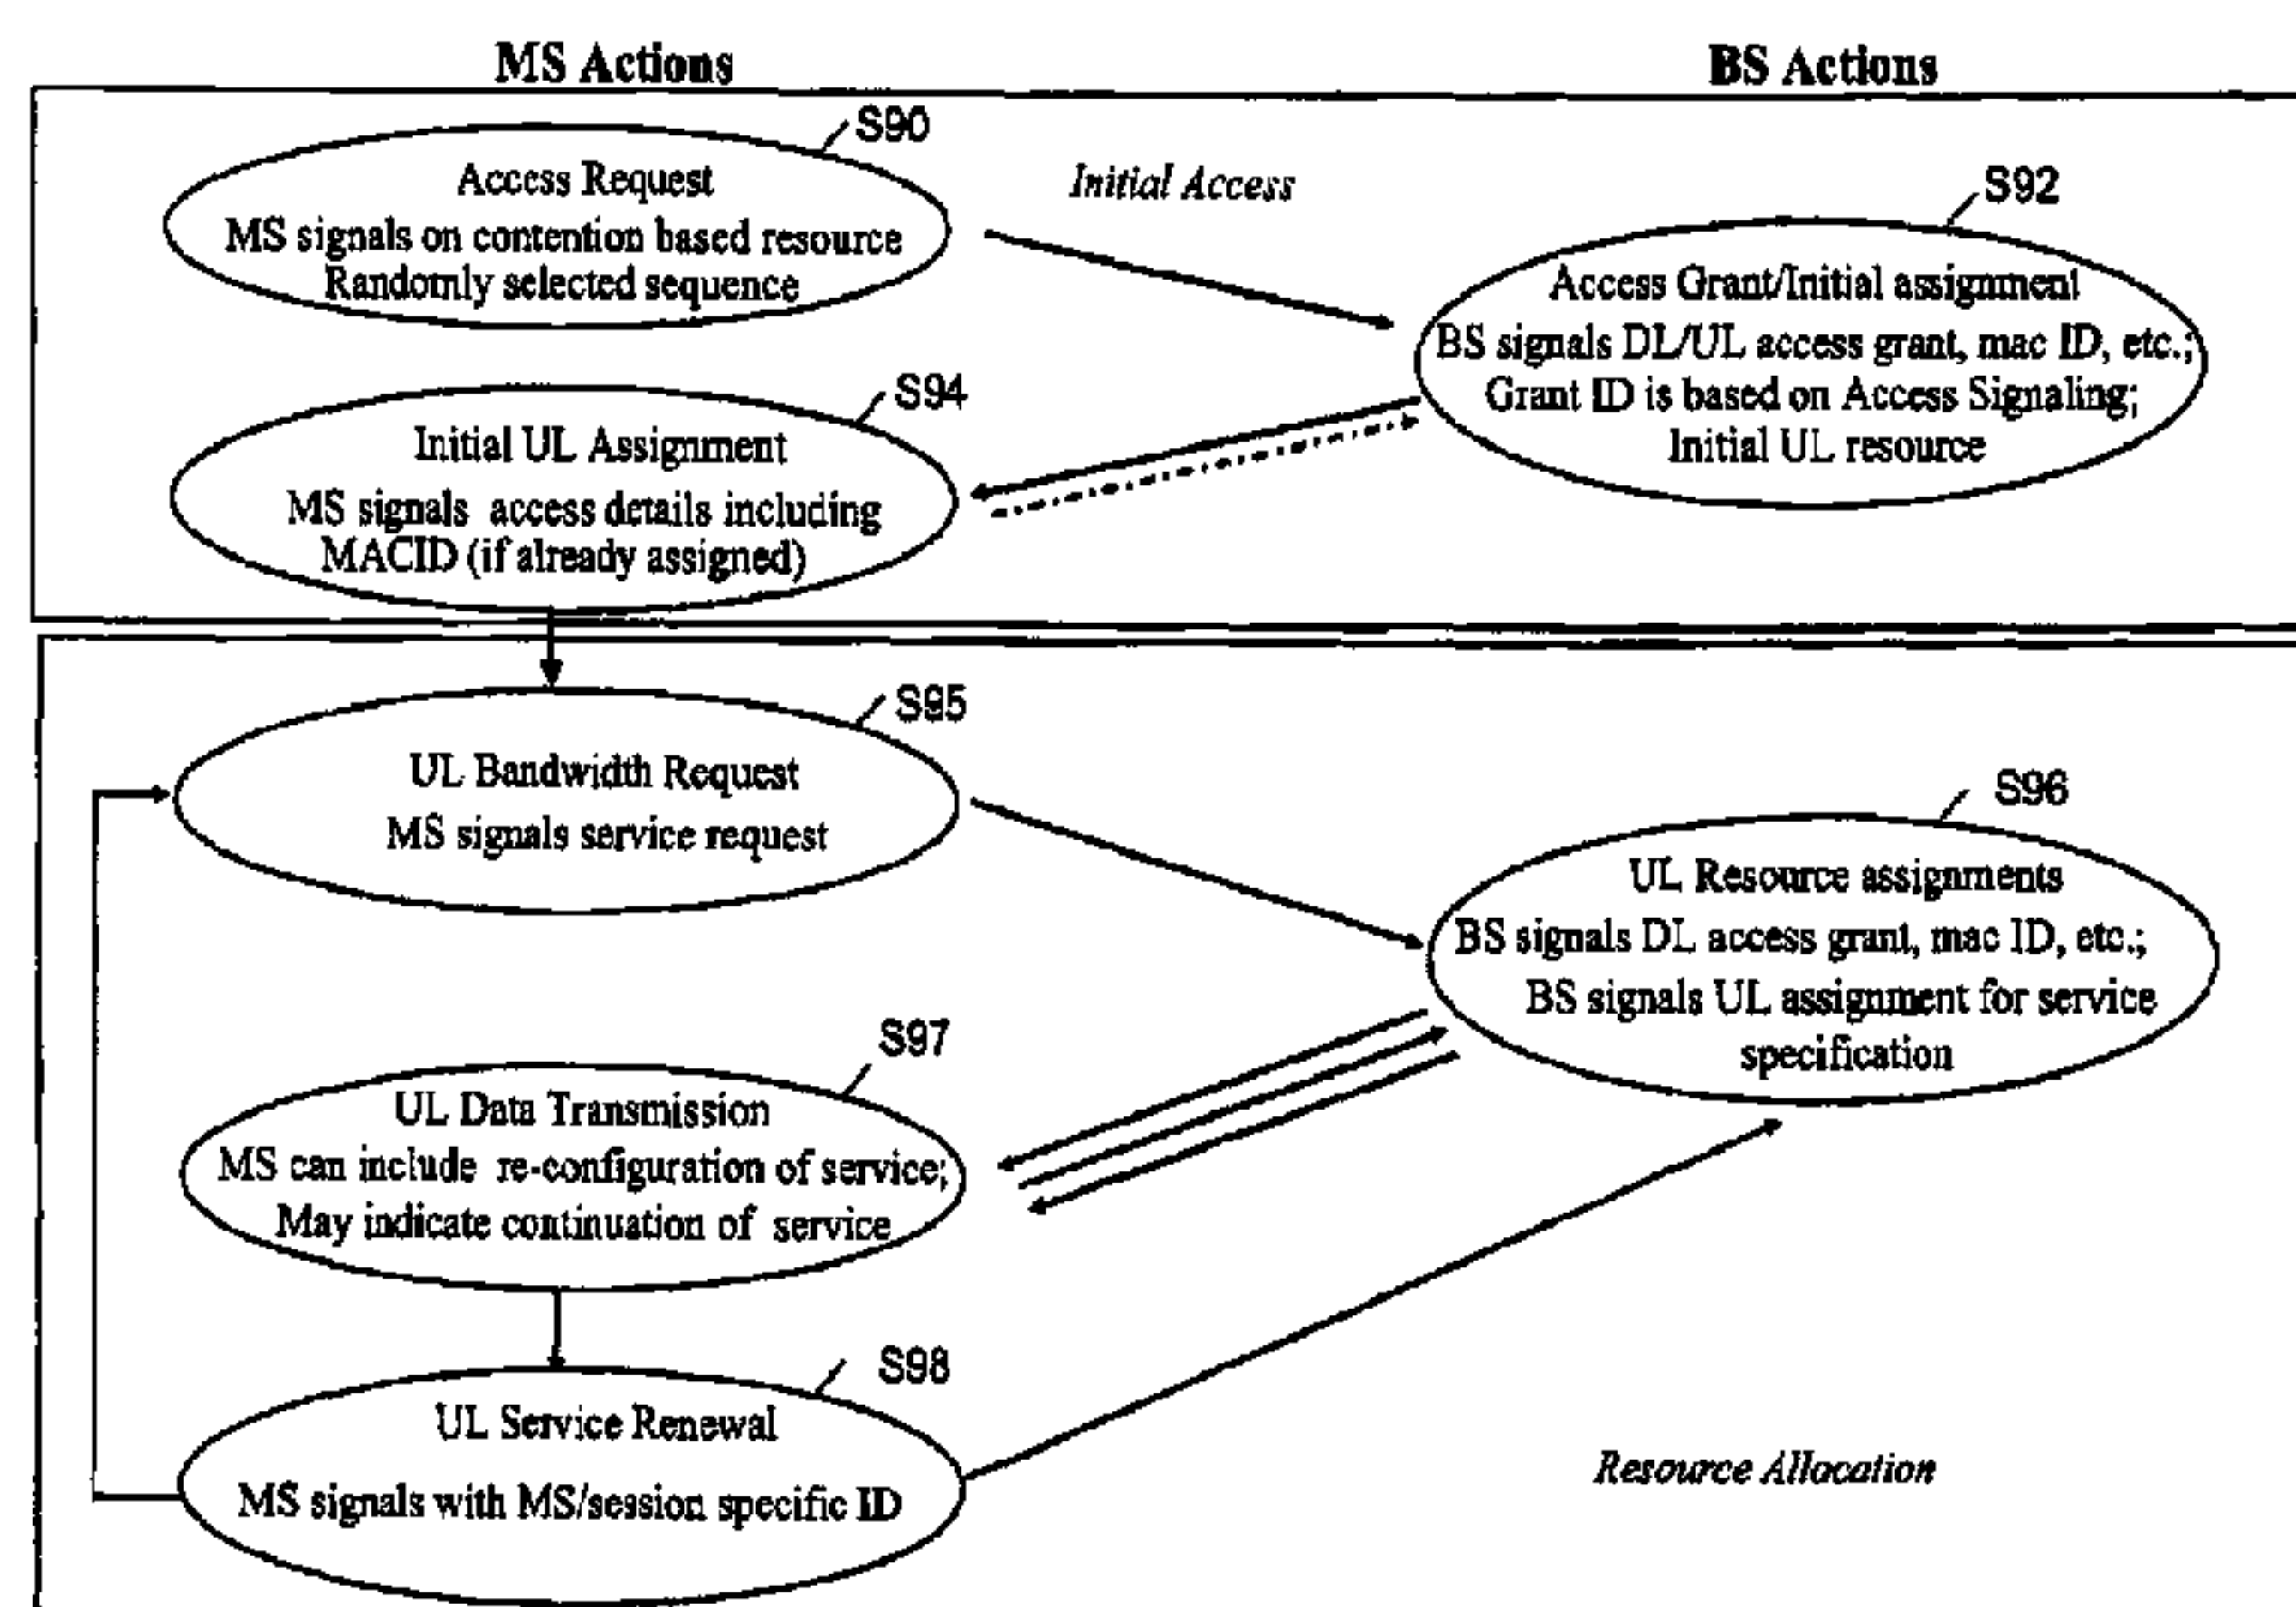 MS Actions
BS Actions
S90
Access Request
MS signals on contention based resource
Randomly selected sequence
Initial Access
S92
Access Grant/Initial assignment
BS signals DL/UL access grant, mac ID, etc.;
Grant ID is based on Access Signaling;
Initial UL resource
S94
Initial UL Assignment
MS signals access details including
MACID (if already assigned)
S95
UL Bandwidth Request
MS signals service request
S96
UL Resource assignments
BS signals DL access grant, mac ID, etc.;
BS signals UL assignment for service
specification
S97
UL Data Transmission
MS can include re-configuration of service;
May indicate continuation of service
S98
UL Service Renewal
MS signals with MS/session specific ID
Resource Allocation